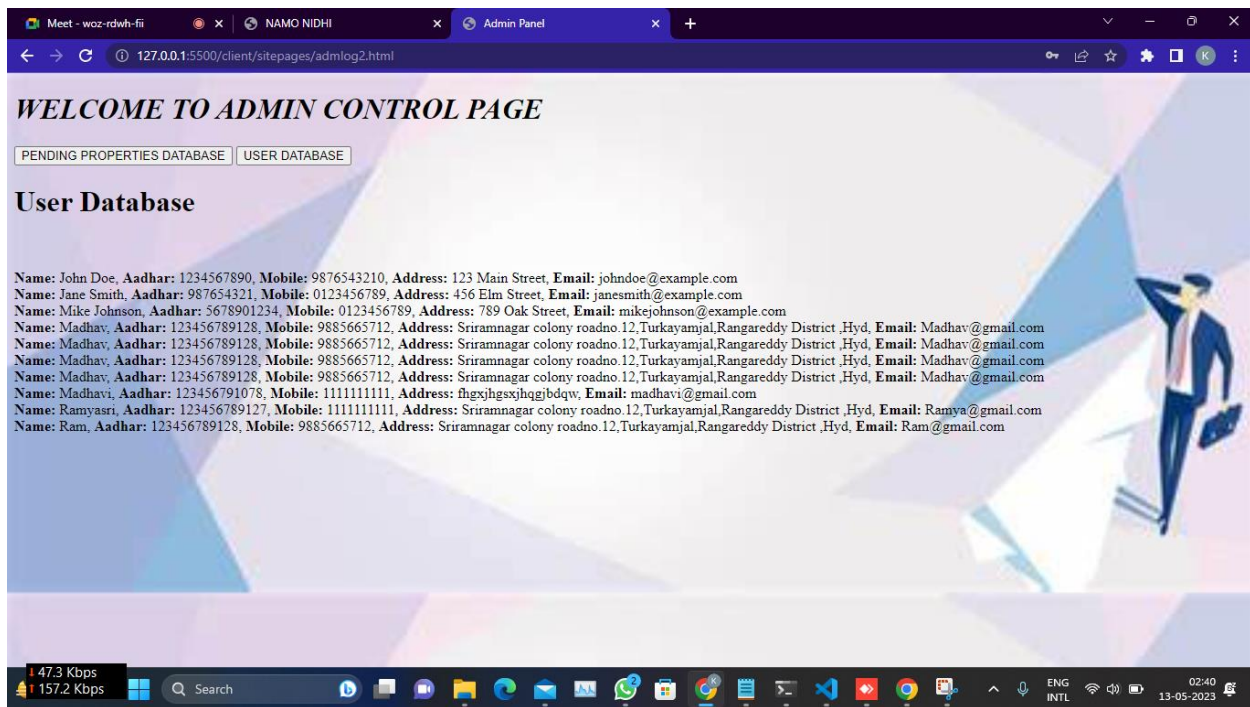 Meet - woz-rdwh-fii
NAMO NIDHI
Admin Panel
127.0.0.1:5500/client/sitepages/admlog2.html
K
WELCOME TO ADMIN CONTROL PAGE
PENDING PROPERTIES DATABASE USER DATABASE
User Database
Name: John Doe, Aadhar: 1234567890, Mobile: 9876543210, Address: 123 Main Street, Email: johndoe@example.com
Name: Jane Smith, Aadhar: 987654321, Mobile: 0123456789, Address: 456 Elm Street, Email: janesmith@example.com
Name: Mike Johnson, Aadhar: 5678901234, Mobile: 0123456789, Address: 789 Oak Street, Email: mikejohnson@example.com
Name: Madhav, Aadhar: 123456789128, Mobile: 9885665712, Address: Sriramnagar colony roadno.12,Turkayamjal,Rangareddy District ,Hyd, Email: Madhav@gmail.com
Name: Madhav, Aadhar: 123456789128, Mobile: 9885665712, Address: Sriramnagar colony roadno.12,Turkayamjal,Rangareddy District ,Hyd, Email: Madhav@gmail.com
Name: Madhav, Aadhar: 123456789128, Mobile: 9885665712, Address: Sriramnagar colony roadno.12,Turkayamjal,Rangareddy District ,Hyd, Email: Madhav@gmail.com
Name: Madhav, Aadhar: 123456789128, Mobile: 9885665712, Address: Sriramnagar colony roadno.12,Turkayamjal,Rangareddy District ,Hyd, Email: Madhav@gmail.com
Name: Madhavi, Aadhar: 123456791078, Mobile: 1111111111, Address: fhgxjhgsxjhqgjbdqw, Email: madhavi@gmail.com
Name: Ramyasri, Aadhar: 123456789127, Mobile: 1111111111, Address: Sriramnagar colony roadno.12,Turkayamjal,Rangareddy District ,Hyd, Email: Ramya@gmail.com
Name: Ram, Aadhar: 123456789128, Mobile: 9885665712, Address: Sriramnagar colony roadno.12,Turkayamjal,Rangareddy District ,Hyd, Email: Ram@gmail.com
47.3 Kbps
157.2 Kbps
Search
2
K
ENG
INTL
02:40
13-05-2023